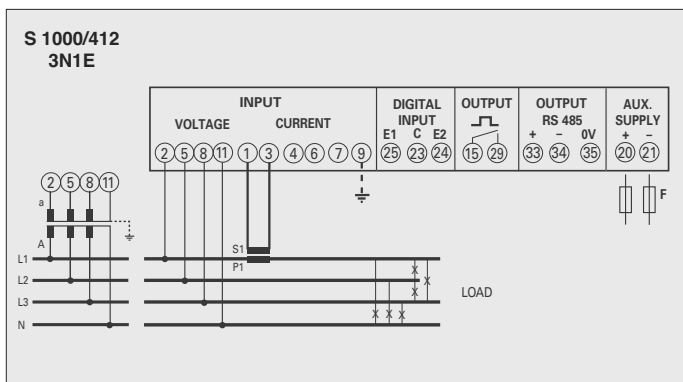 S 1000/412
3N1E
INPUT
VOLTAGE CURRENT
2 5 8 11 1 3 4 6 7 9
DIGITAL
INPUT
E1 C E2
25 23 24
OUTPUT
15 29
OUTPUT
RS 485
+ – 0V
33 34 35
AUX.
SUPPLY
+ –
20 21
F
2 5 8 11
a
A
S1
P1
L1
L2
L3
N
LOAD